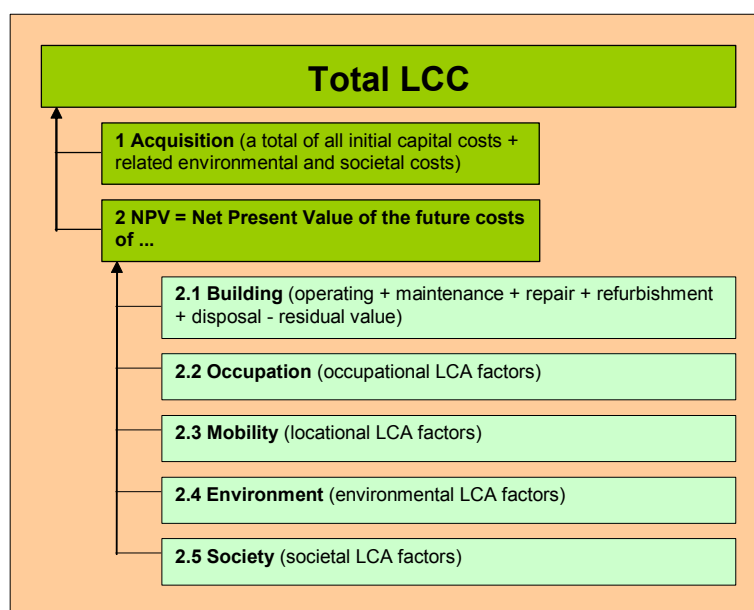 Total LCC
1 Acquisition (a total of all initial capital costs +
related environmental and societal costs)
2 NPV = Net Present Value of the future costs
of ...
2.1 Building (operating + maintenance + repair + refurbishment
+ disposal - residual value)
2.2 Occupation (occupational LCA factors)
2.3 Mobility (locational LCA factors)
2.4 Environment (environmental LCA factors)
2.5 Society (societal LCA factors)